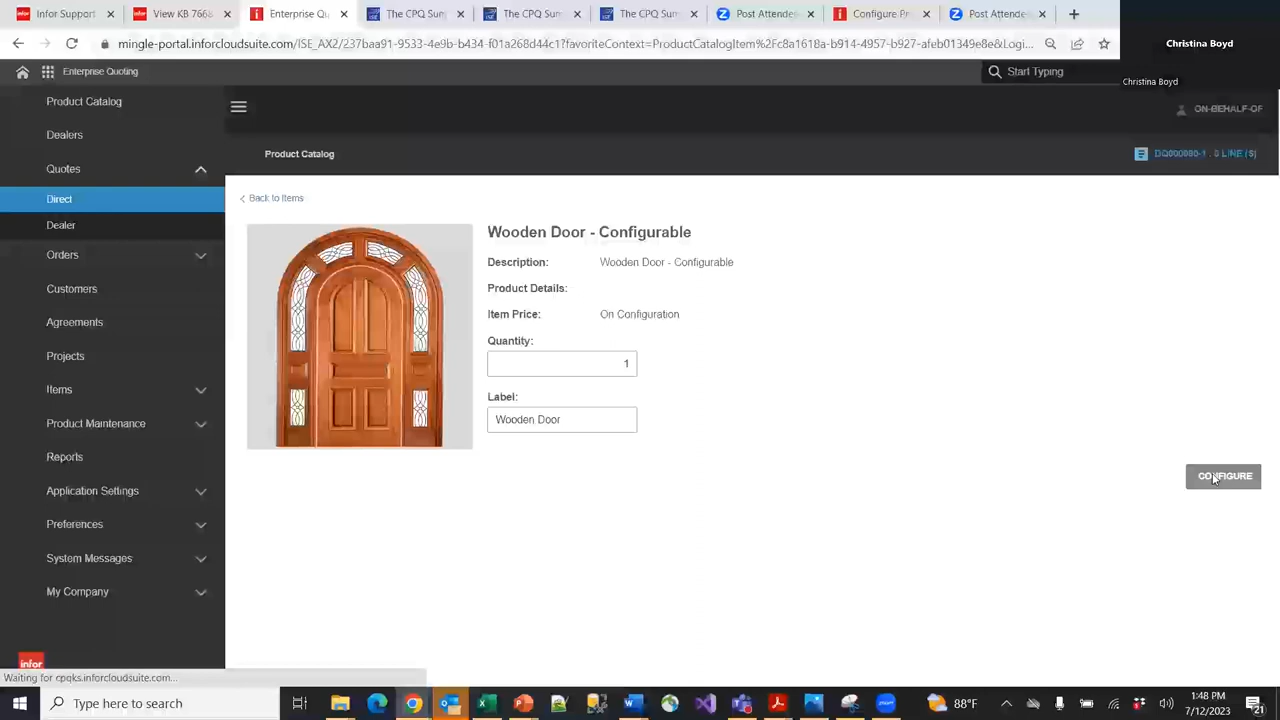 Infor Support
View KB 7668
Enterprise Qu
The CPQ Sum
The CPQ Sum
The CPQ Sum
Post Attende
Configure Pr
Post Attende
Christina Boyd
mingle-portal.inforcloudsuite.com/ISE_AX2/237baa91-9533-4e9b-b434-f01a268d44c1?favoriteContext=ProductCatalogItem%2Fc8a1618a-b914-4957-b927-afeb01349e8e&Logi...
Enterprise Quoting
Start Typing
Christina Boyd
Product Catalog
ON-BEHALF-OF
Dealers
Product Catalog
Quotes
Direct
Back to Items
Dealer
Wooden Door - Configurable
Orders
Description: Wooden Door - Configurable
Customers
Product Details:
Agreements
Item Price: On Configuration
Quantity:
Projects
1
Items
Label:
Product Maintenance
Wooden Door
Reports
CONFIGURE
Application Settings
Preferences
System Messages
My Company
infor
Waiting for cpqks.inforcloudsuite.com...
Type here to search
88°F
1:48 PM
7/12/2023
21